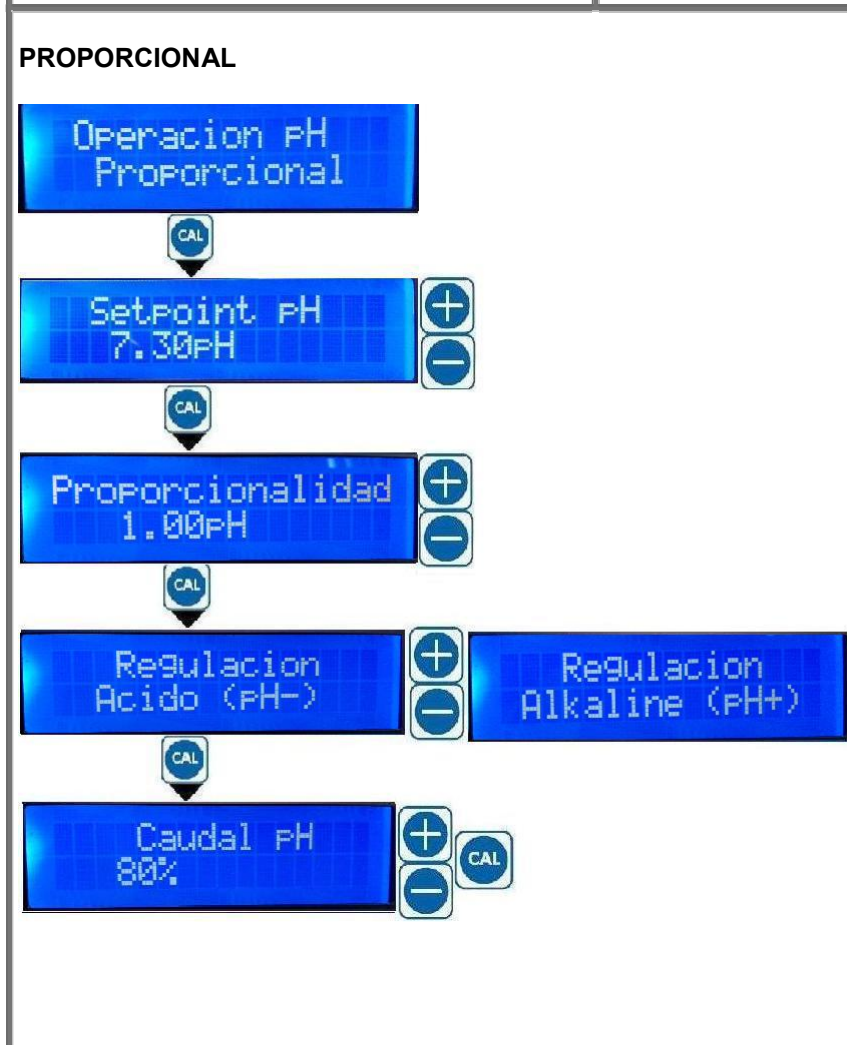 PROPORCIONAL
Operacion pH
Proporcional
CAL
Setpoint pH
7.30pH
CAL
Proporcionalidad
1.00pH
CAL
Regulacion
Acido (pH-)
Regulacion
Alkaline (pH+)
CAL
Caudal pH
80%
CAL